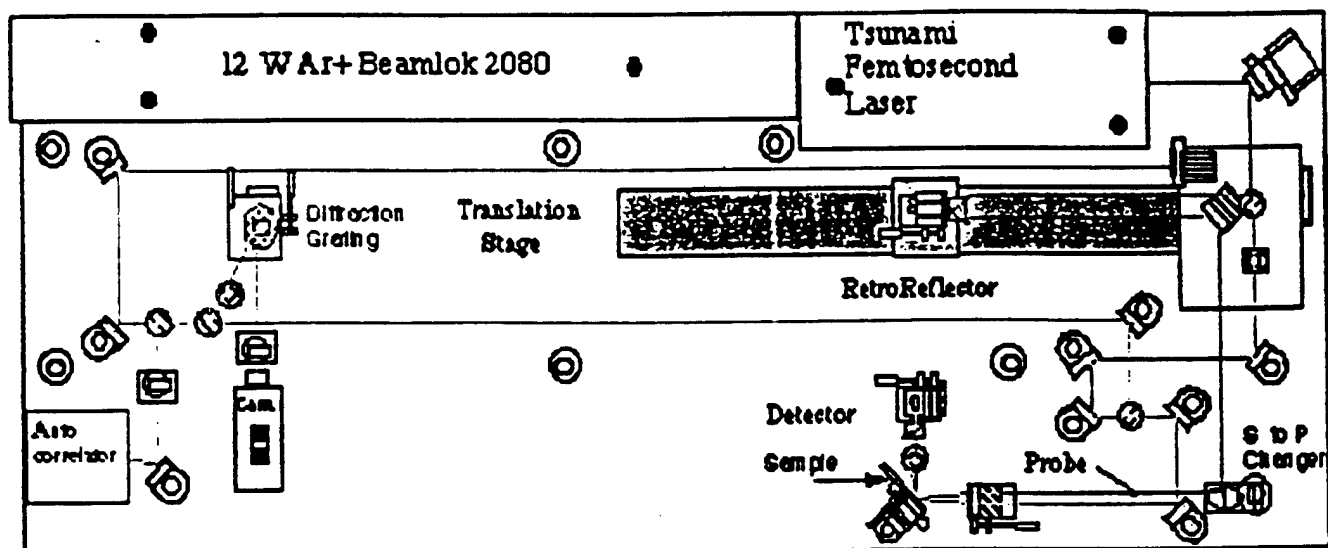 12 W Ar+ Beamlok 2080
Tsunami
Femtosecond
Laser
Diffraction
Grating
Translation
Stage
RetroReflector
Cam.
Auto
correlator
Detector
Sample
Probe
S to P
Changer